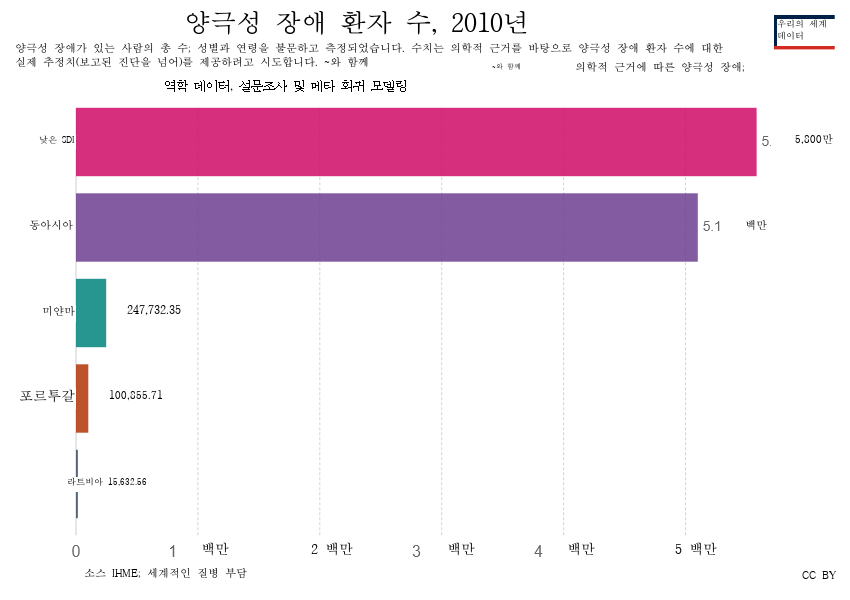 양극성 장애 환자 수, 2010년
우리의 세계
데이터
양극성 장애가 있는 사람의 총 수; 성별과 연령을 불문하고 측정되었습니다. 수치는 의학적 근거를 바탕으로 양극성 장애 환자 수에 대한
실제 추정치(보고된 진단을 넘어)를 제공하려고 시도합니다. ~와 함께
~와 함께
의학적 근거에 따른 양극성 장애;
역학 데이터, 설문조사 및 메타 회귀 모델링
낮은 SDI 5. 5,800만
동아시아 5.1 백만
미얀마 247,732.35
포르투갈 100,855.71
라트비아 15,632.56
0 1 백만 2 백만 3 백만 4 백만 5 백만
소스 IHME; 세계적인 질병 부담
CC BY